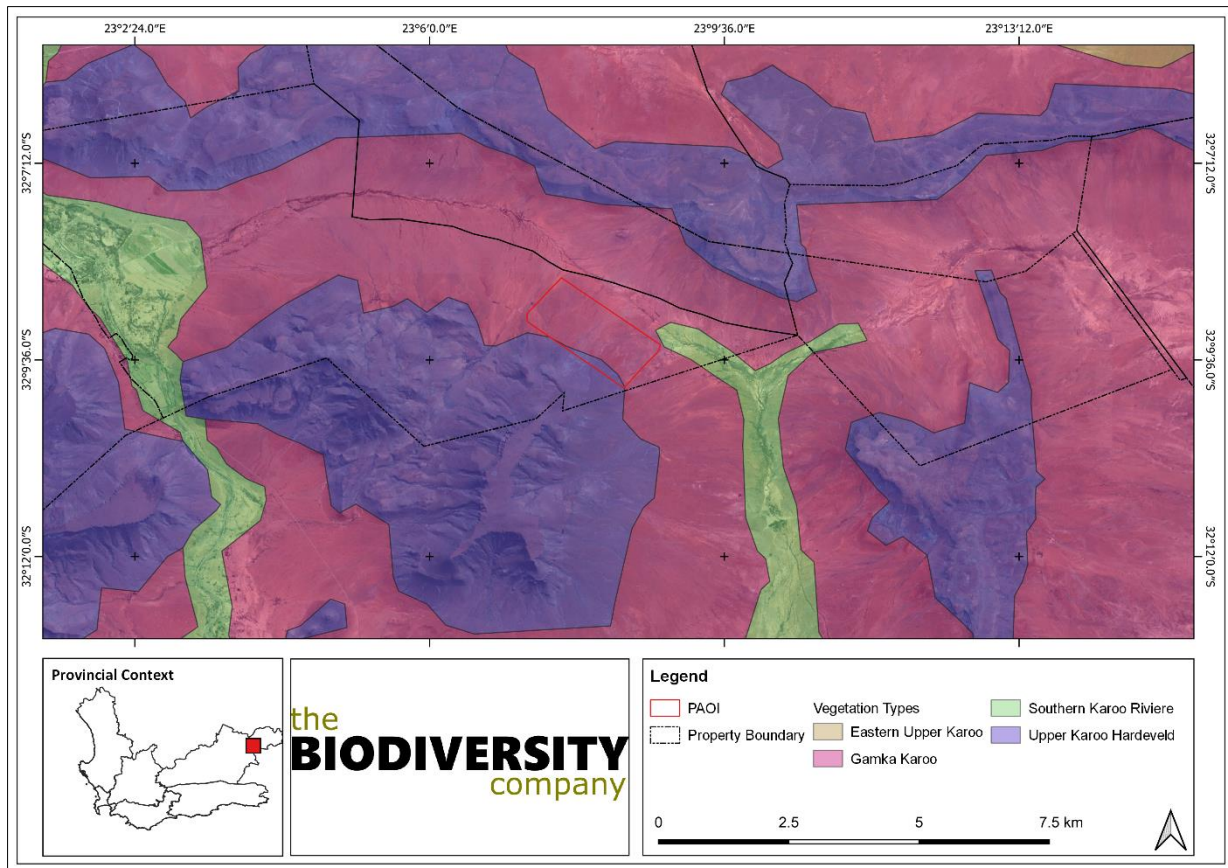 23°2'24.0"E 23°6'0.0"E 23°9'36.0"E 23°13'12.0"E
32°7'12.0"S 32°7'12.0"S
32°9'36.0"S 32°9'36.0"S
32°12'0.0"S 32°12'0.0"S
Provincial Context
the
BIODIVERSITY
company
Legend
PAOI
Property Boundary
Vegetation Types
Eastern Upper Karoo
Gamka Karoo
Southern Karoo Riviere
Upper Karoo Hardeveld
0 2.5 5 7.5 km